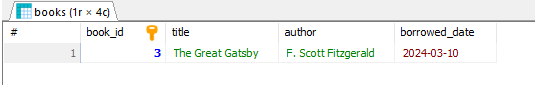 books (1r × 4c)
# book_id title author borrowed_date
1 3 The Great Gatsby F. Scott Fitzgerald 2024-03-10